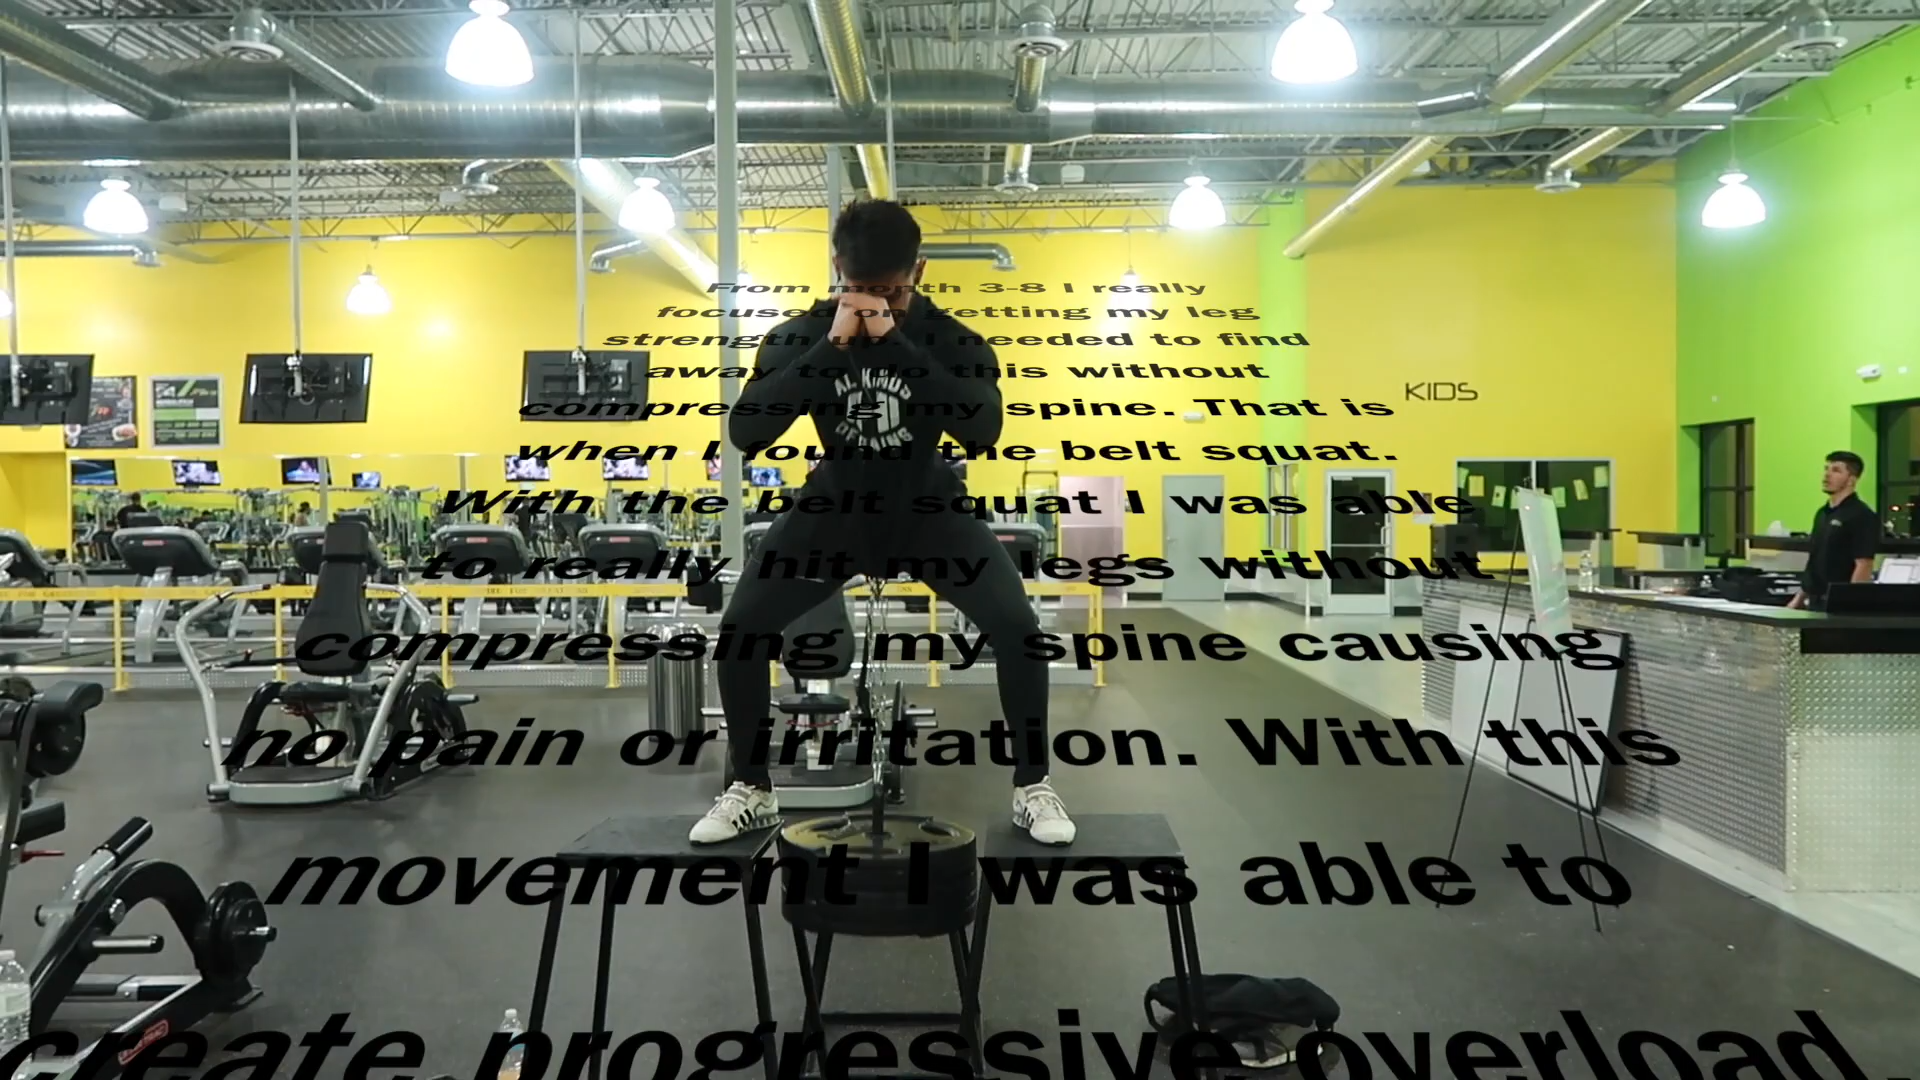 From month 3-8 I really
focused on getting my leg
strength up. I needed to find
away to do this without
compressing my spine. That is
when I found the belt squat.
With the belt squat I was able
to really hit my legs without
compressing my spine causing
no pain or irritation. With this
movement I was able to
create progressive overload.
KIDS
AL KINDS
OF GAINS